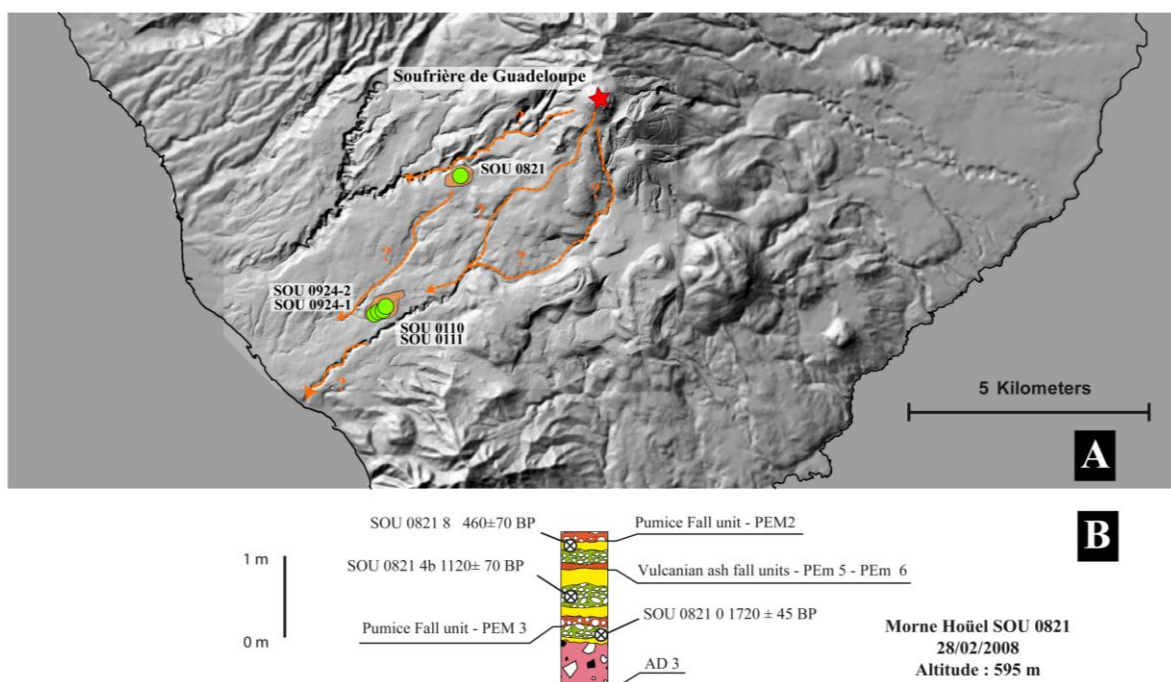 Soufrière de Guadeloupe
?
SOU 0821
?
?
?
?
SOU 0924-2
SOU 0924-1
SOU 0110
SOU 0111
?
5 Kilometers
A
B
SOU 0821 8 460±70 BP
Pumice Fall unit - PEM2
1 m
SOU 0821 4b 1120± 70 BP
Vulcanian ash fall units - PEm 5 - PEm 6
0 m
Pumice Fall unit - PEM 3
SOU 0821 0 1720 ± 45 BP
AD 3
Morne Hoüel SOU 0821
28/02/2008
Altitude : 595 m